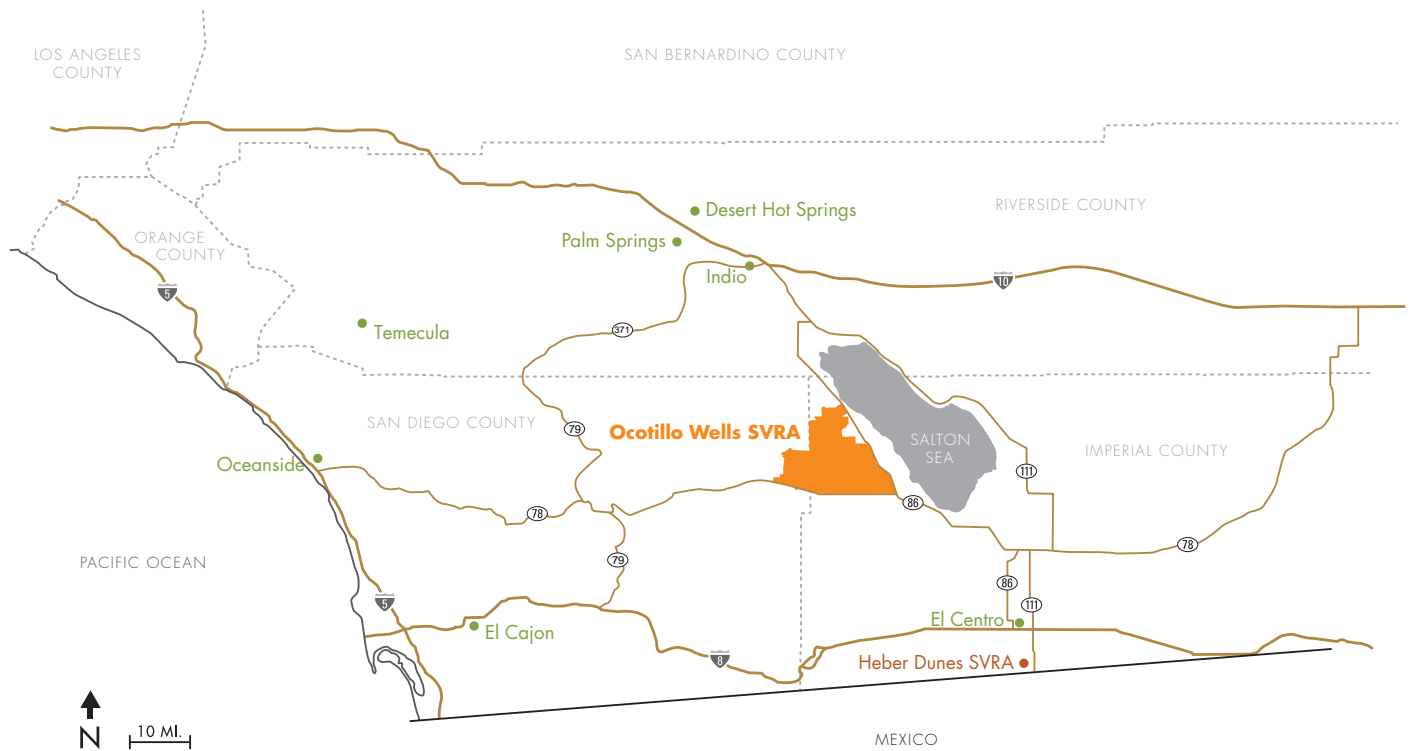 LOS ANGELES
COUNTY
SAN BERNARDINO COUNTY
Desert Hot Springs
RIVERSIDE COUNTY
ORANGE
COUNTY
Palm Springs
Indio
5
10
Temecula
371
SAN DIEGO COUNTY
79
Ocotillo Wells SVRA
SALTON
SEA
IMPERIAL COUNTY
Oceanside
111
86
78
78
PACIFIC OCEAN
79
86
5
111
El Centro
El Cajon
8
Heber Dunes SVRA
N
10 MI.
MEXICO